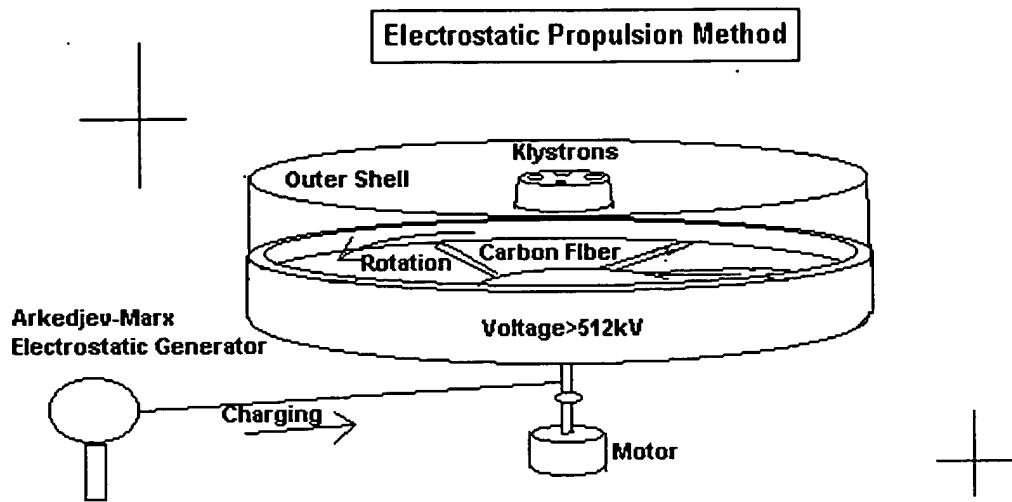 Electrostatic Propulsion Method
Klystrons
Outer Shell
Carbon Fiber
Rotation
Voltage>512kV
Arkedjev-Marx
Electrostatic Generator
Charging
Motor